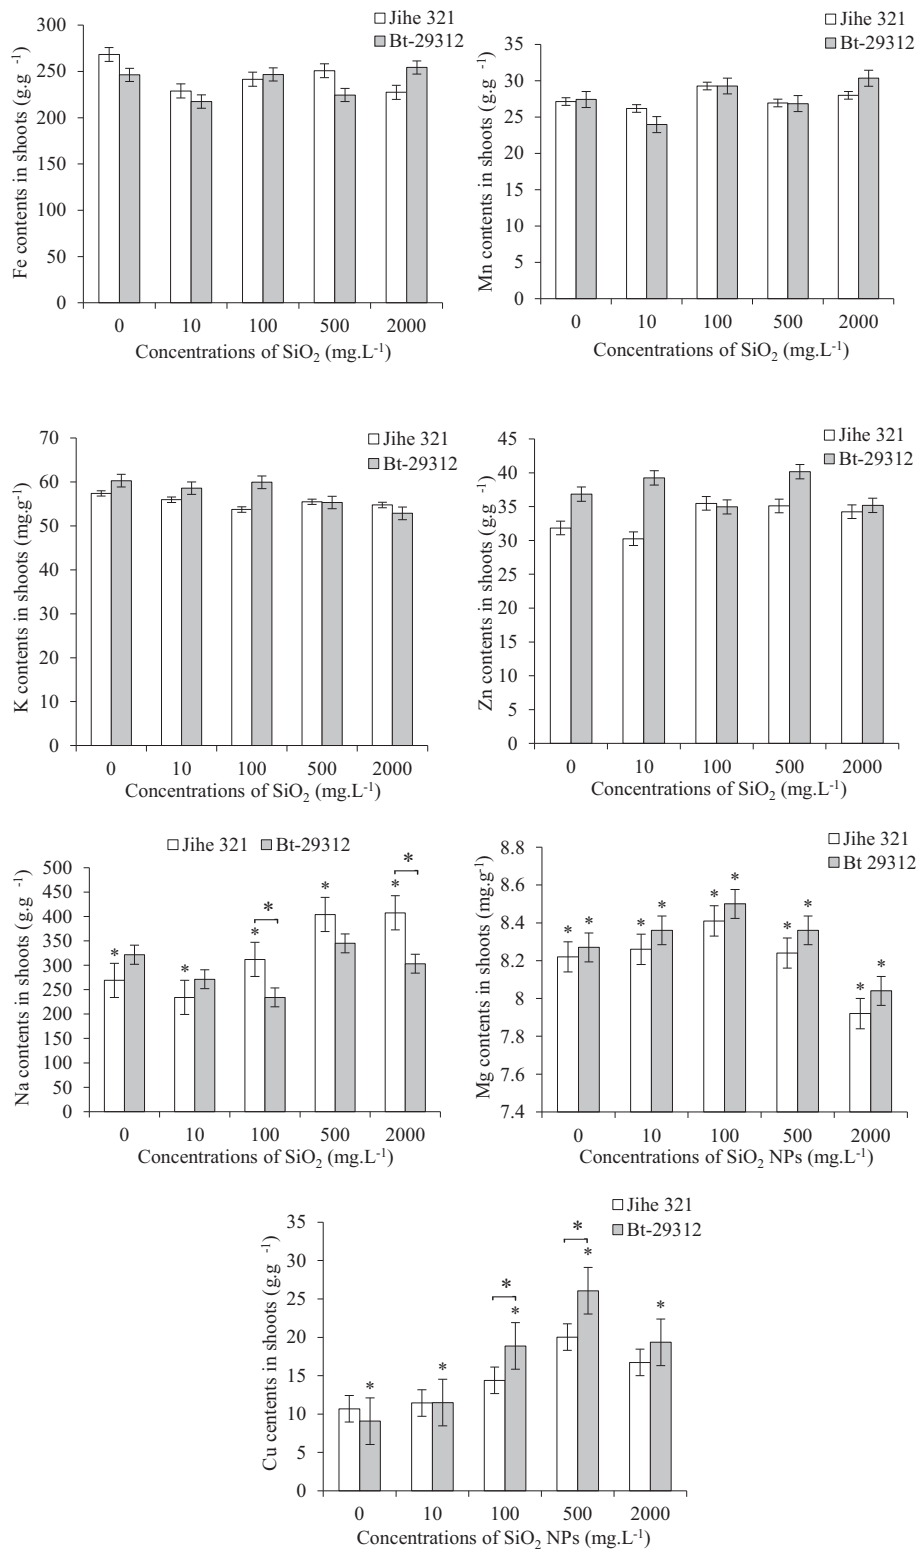 Jihe 321
Bt-29312
Fe contents in shoots (g.g -1)
300
250
200
150
100
50
0
0 10 100 500 2000
Concentrations of SiO2 (mg.L-1)
Jihe 321
Bt-29312
Mn contents in shoots (g.g -1)
35
30
25
20
15
10
5
0
0 10 100 500 2000
Concentrations of SiO2 (mg.L-1)
Jihe 321
Bt-29312
K contents in shoots (mg.g-1)
70
60
50
40
30
20
10
0
0 10 100 500 2000
Concentrations of SiO2 (mg.L-1)
Jihe 321
Bt-29312
Zn contents in shoots (g.g -1)
45
40
35
30
25
20
15
10
5
0
0 10 100 500 2000
Concentrations of SiO2 (mg.L-1)
Jihe 321 Bt-29312
Na contents in shoots (g.g -1)
500
450
400
350
300
250
200
150
100
50
0
* * * * * * *
0 10 100 500 2000
Concentrations of SiO2 (mg.L-1)
Jihe 321
Bt 29312
Mg contents in shoots (mg.g-1)
8.8
8.6
8.4
8.2
8
7.8
7.6
7.4
* * * * * * * * * *
0 10 100 500 2000
Concentrations of SiO2 NPs (mg.L-1)
Jihe 321
Bt-29312
Cu centents in shoots (g.g -1)
35
30
25
20
15
10
5
0
* * * * * * *
0 10 100 500 2000
Concentrations of SiO2 NPs (mg.L-1)